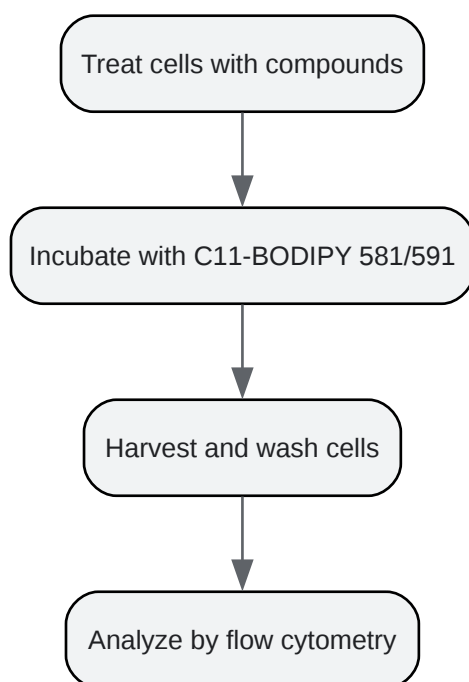 Treat cells with compounds
Incubate with C11-BODIPY 581/591
Harvest and wash cells
Analyze by flow cytometry